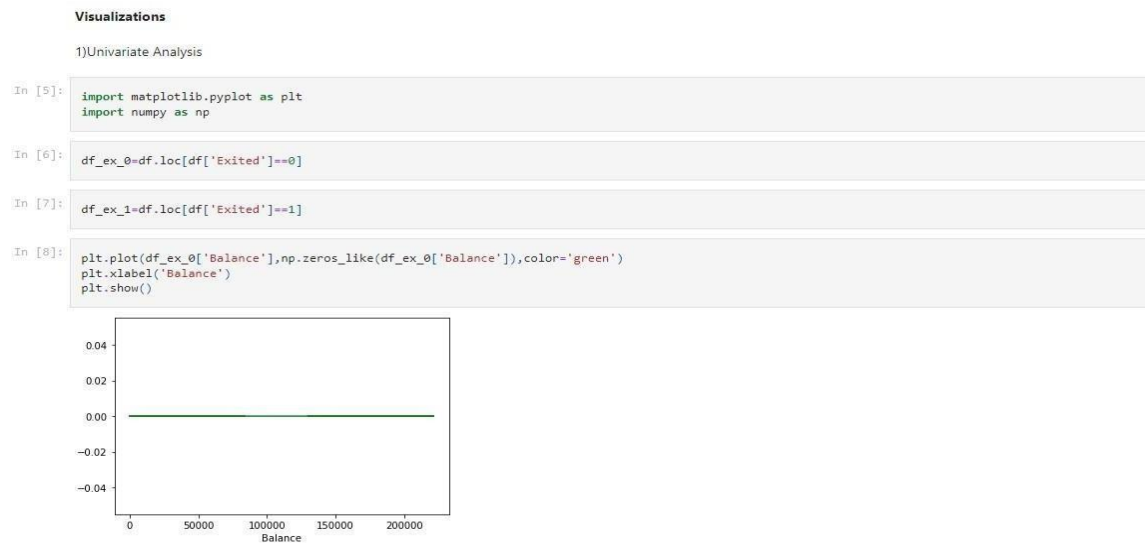 Visualizations
1)Univariate Analysis
In [5]:
import matplotlib.pyplot as plt
import numpy as np
In [6]:
df_ex_0=df.loc[df['Exited']==0]
In [7]:
df_ex_1=df.loc[df['Exited']==1]
In [8]:
plt.plot(df_ex_0['Balance'],np.zeros_like(df_ex_0['Balance']),color='green')
plt.xlabel('Balance')
plt.show()
0.04
0.02
0.00
−0.02
−0.04
0 50000 100000 150000 200000
Balance